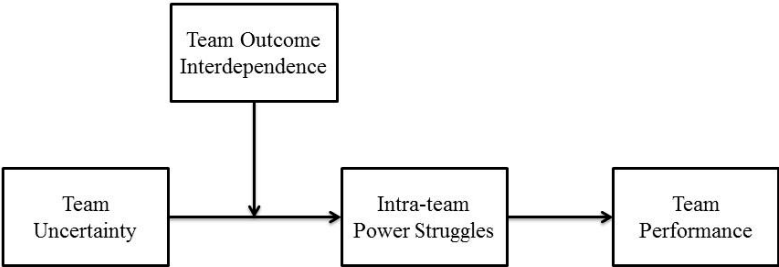 Team Outcome
Interdependence
Team
Uncertainty
Intra-team
Power Struggles
Team
Performance